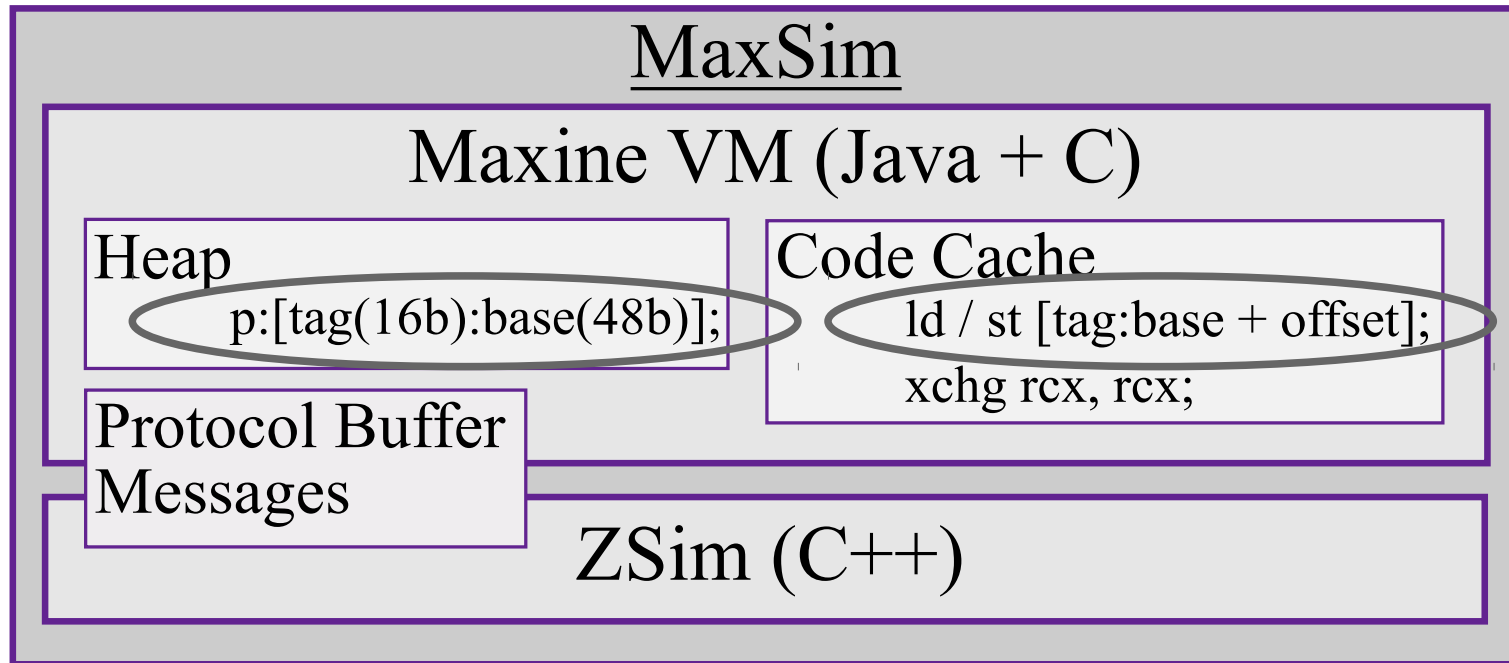 MaxSim
Maxine VM (Java + C)
Heap
p:[tag(16b):base(48b)];
Code Cache
ld / st [tag:base + offset];
xchg rcx, rcx;
Protocol Buffer
Messages
ZSim (C++)